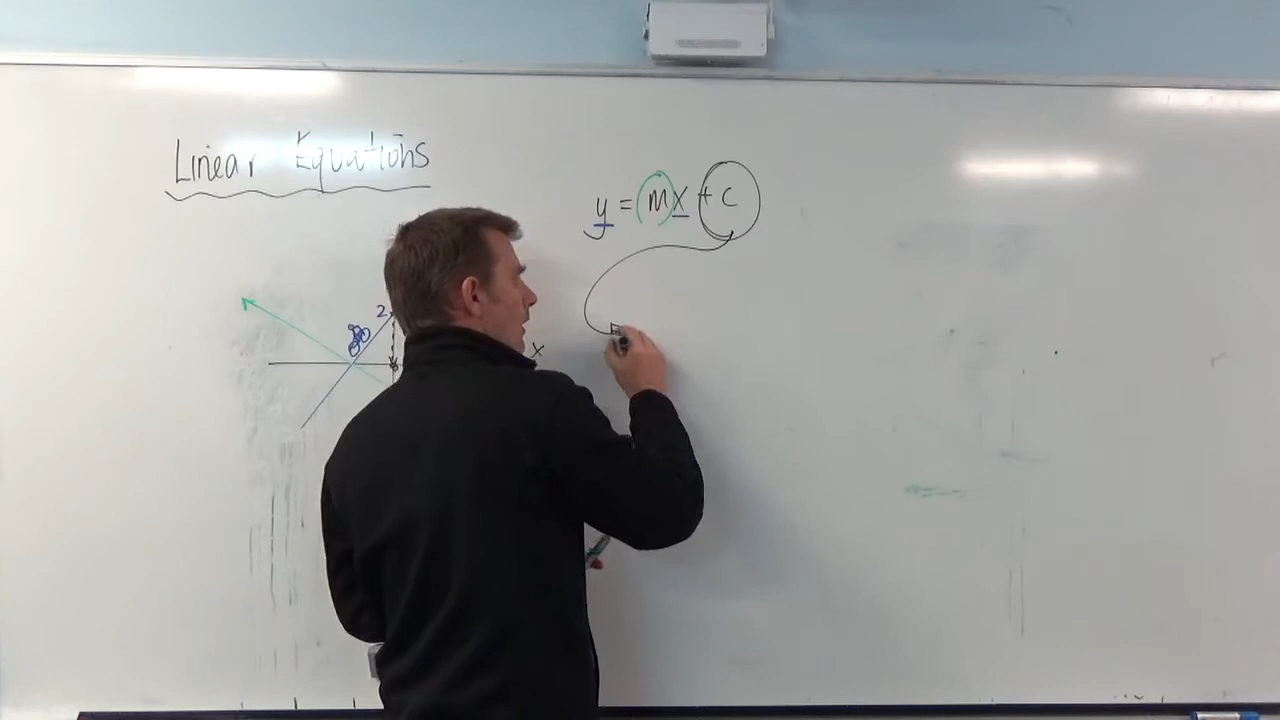 Linear Equations
y = mx + c
2
x